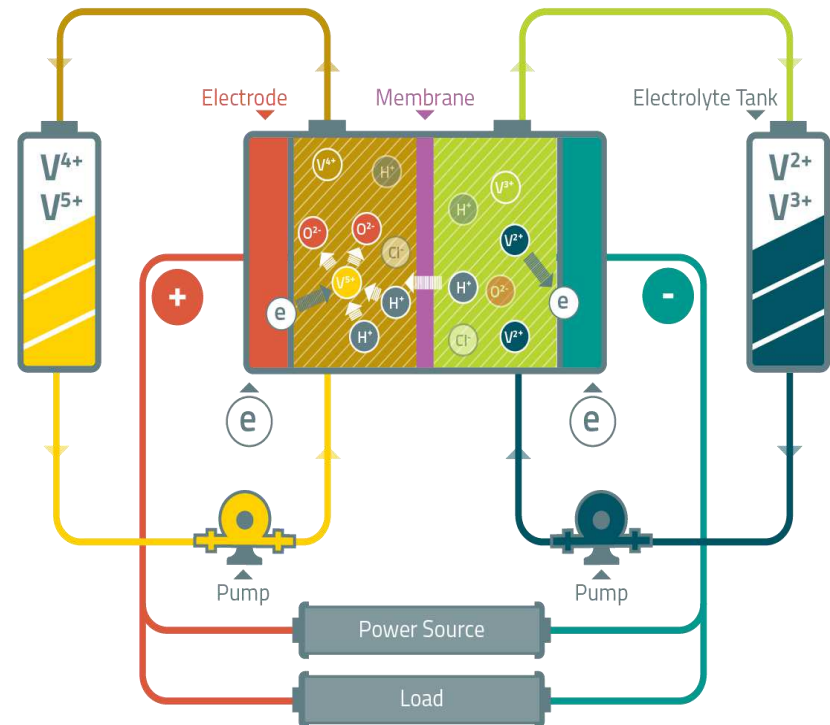 Electrode
Membrane
Electrolyte Tank
V⁴⁺
V⁵⁺
V²⁺
V³⁺
V⁴⁺
H⁺
O²⁻
O²⁻
Cl⁻
V⁵⁺
H⁺
H⁺
e
V³⁺
H⁺
V²⁺
H⁺
O²⁻
Cl⁻
V²⁺
e
+
-
e
e
Pump
Pump
Power Source
Load